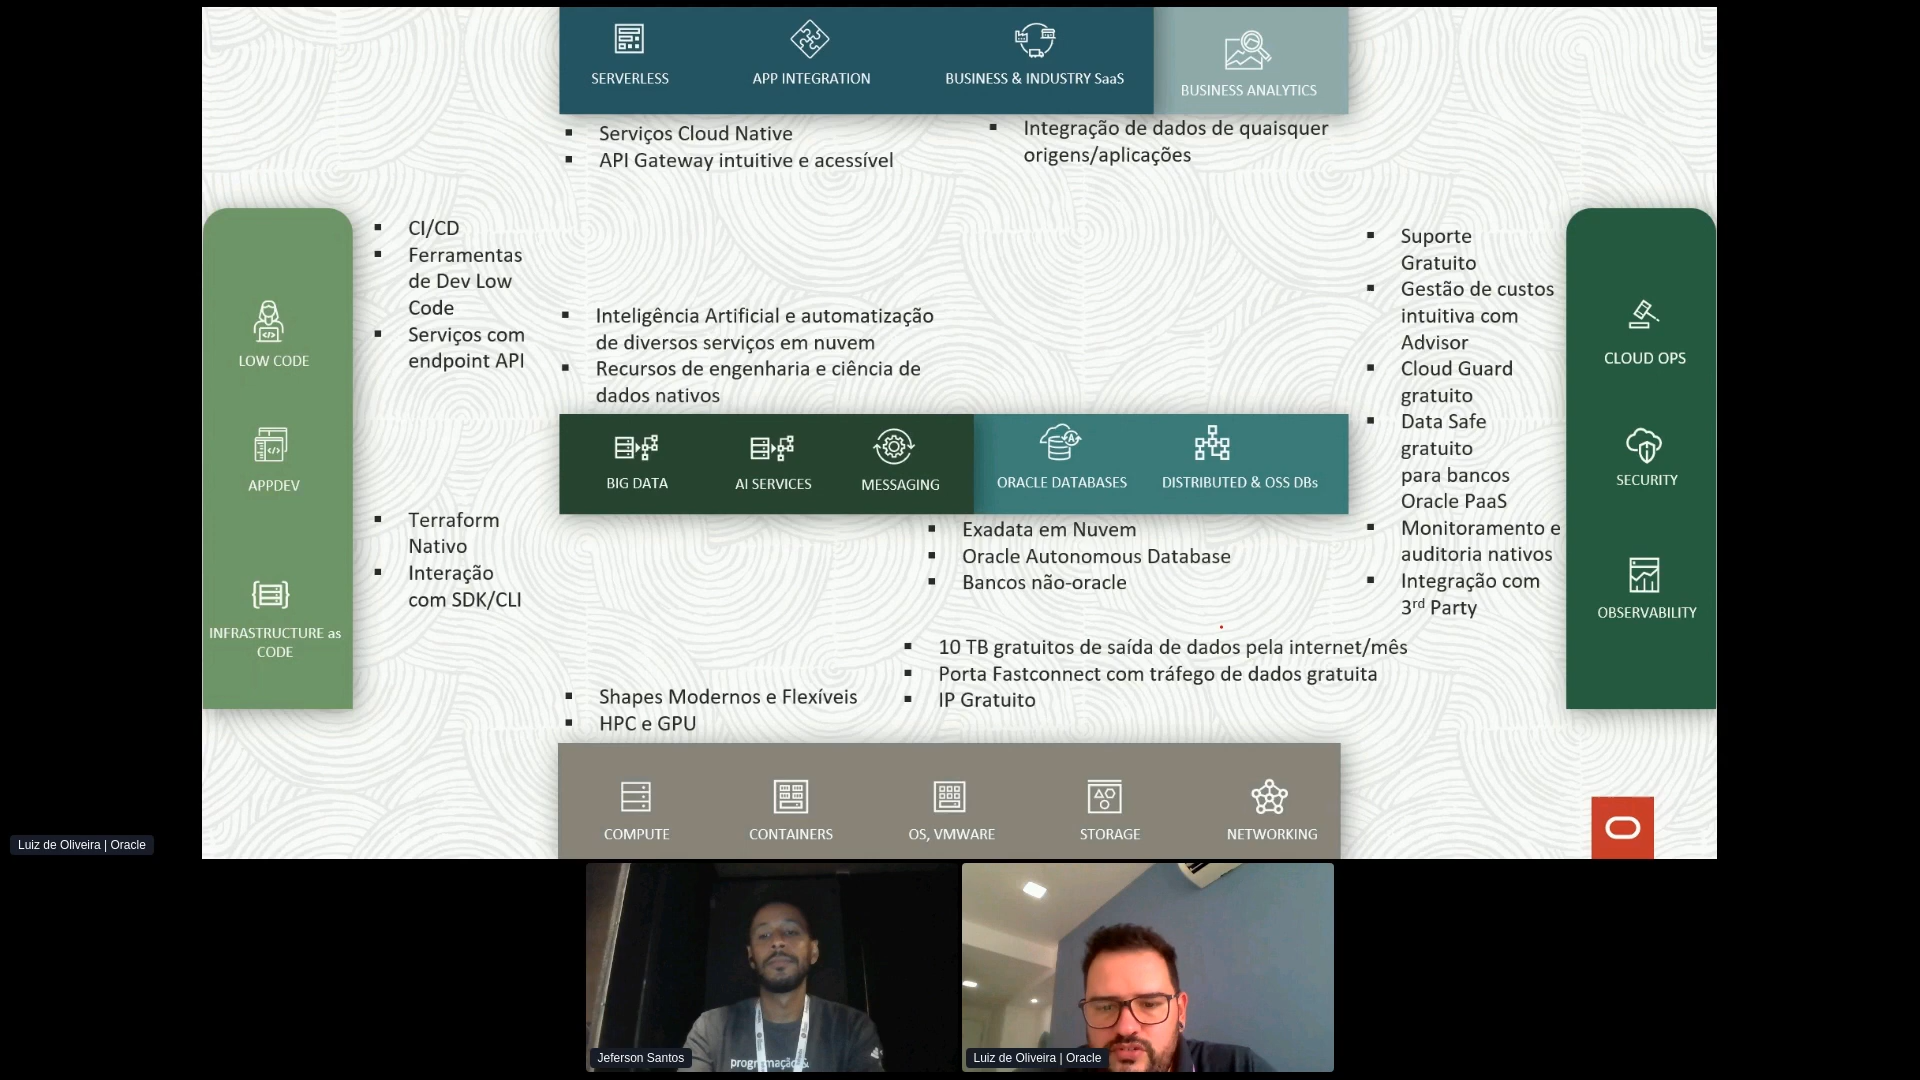 SERVERLESS
APP INTEGRATION
BUSINESS & INDUSTRY SaaS
BUSINESS ANALYTICS
▪ Serviços Cloud Native
▪ API Gateway intuitive e acessível
▪ Integração de dados de quaisquer
origens/aplicações
LOW CODE
APPDEV
INFRASTRUCTURE as
CODE
▪ CI/CD
▪ Ferramentas
de Dev Low
Code
▪ Serviços com
endpoint API
▪ Terraform
Nativo
▪ Interação
com SDK/CLI
▪ Inteligência Artificial e automatização
de diversos serviços em nuvem
▪ Recursos de engenharia e ciência de
dados nativos
BIG DATA
AI SERVICES
MESSAGING
ORACLE DATABASES
DISTRIBUTED & OSS DBs
▪ Exadata em Nuvem
▪ Oracle Autonomous Database
▪ Bancos não-oracle
▪ Suporte
Gratuito
▪ Gestão de custos
intuitiva com
Advisor
▪ Cloud Guard
gratuito
▪ Data Safe
gratuito
para bancos
Oracle PaaS
▪ Monitoramento e
auditoria nativos
▪ Integração com
3rd Party
CLOUD OPS
SECURITY
OBSERVABILITY
▪ 10 TB gratuitos de saída de dados pela internet/mês
▪ Porta Fastconnect com tráfego de dados gratuita
▪ IP Gratuito
▪ Shapes Modernos e Flexíveis
▪ HPC e GPU
COMPUTE
CONTAINERS
OS, VMWARE
STORAGE
NETWORKING
Luiz de Oliveira | Oracle
programação&
Jeferson Santos
Luiz de Oliveira | Oracle